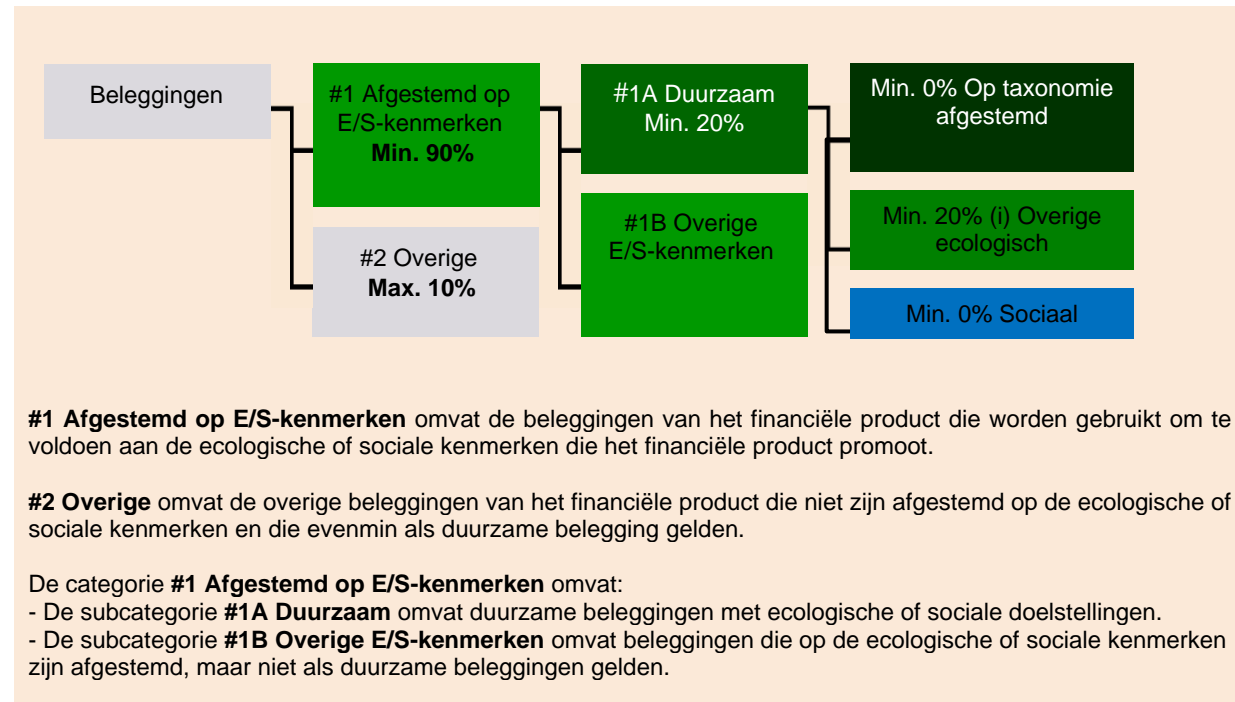 Beleggingen
#1 Afgestemd op
E/S-kenmerken
Min. 90%
#2 Overige
Max. 10%
#1A Duurzaam
Min. 20%
#1B Overige
E/S-kenmerken
Min. 0% Op taxonomie
afgestemd
Min. 20% (i) Overige
ecologisch
Min. 0% Sociaal
#1 Afgestemd op E/S-kenmerken omvat de beleggingen van het financiële product die worden gebruikt om te
voldoen aan de ecologische of sociale kenmerken die het financiële product promoot.
#2 Overige omvat de overige beleggingen van het financiële product die niet zijn afgestemd op de ecologische of
sociale kenmerken en die evenmin als duurzame belegging gelden.
De categorie #1 Afgestemd op E/S-kenmerken omvat:
- De subcategorie #1A Duurzaam omvat duurzame beleggingen met ecologische of sociale doelstellingen.
- De subcategorie #1B Overige E/S-kenmerken omvat beleggingen die op de ecologische of sociale kenmerken
zijn afgestemd, maar niet als duurzame beleggingen gelden.